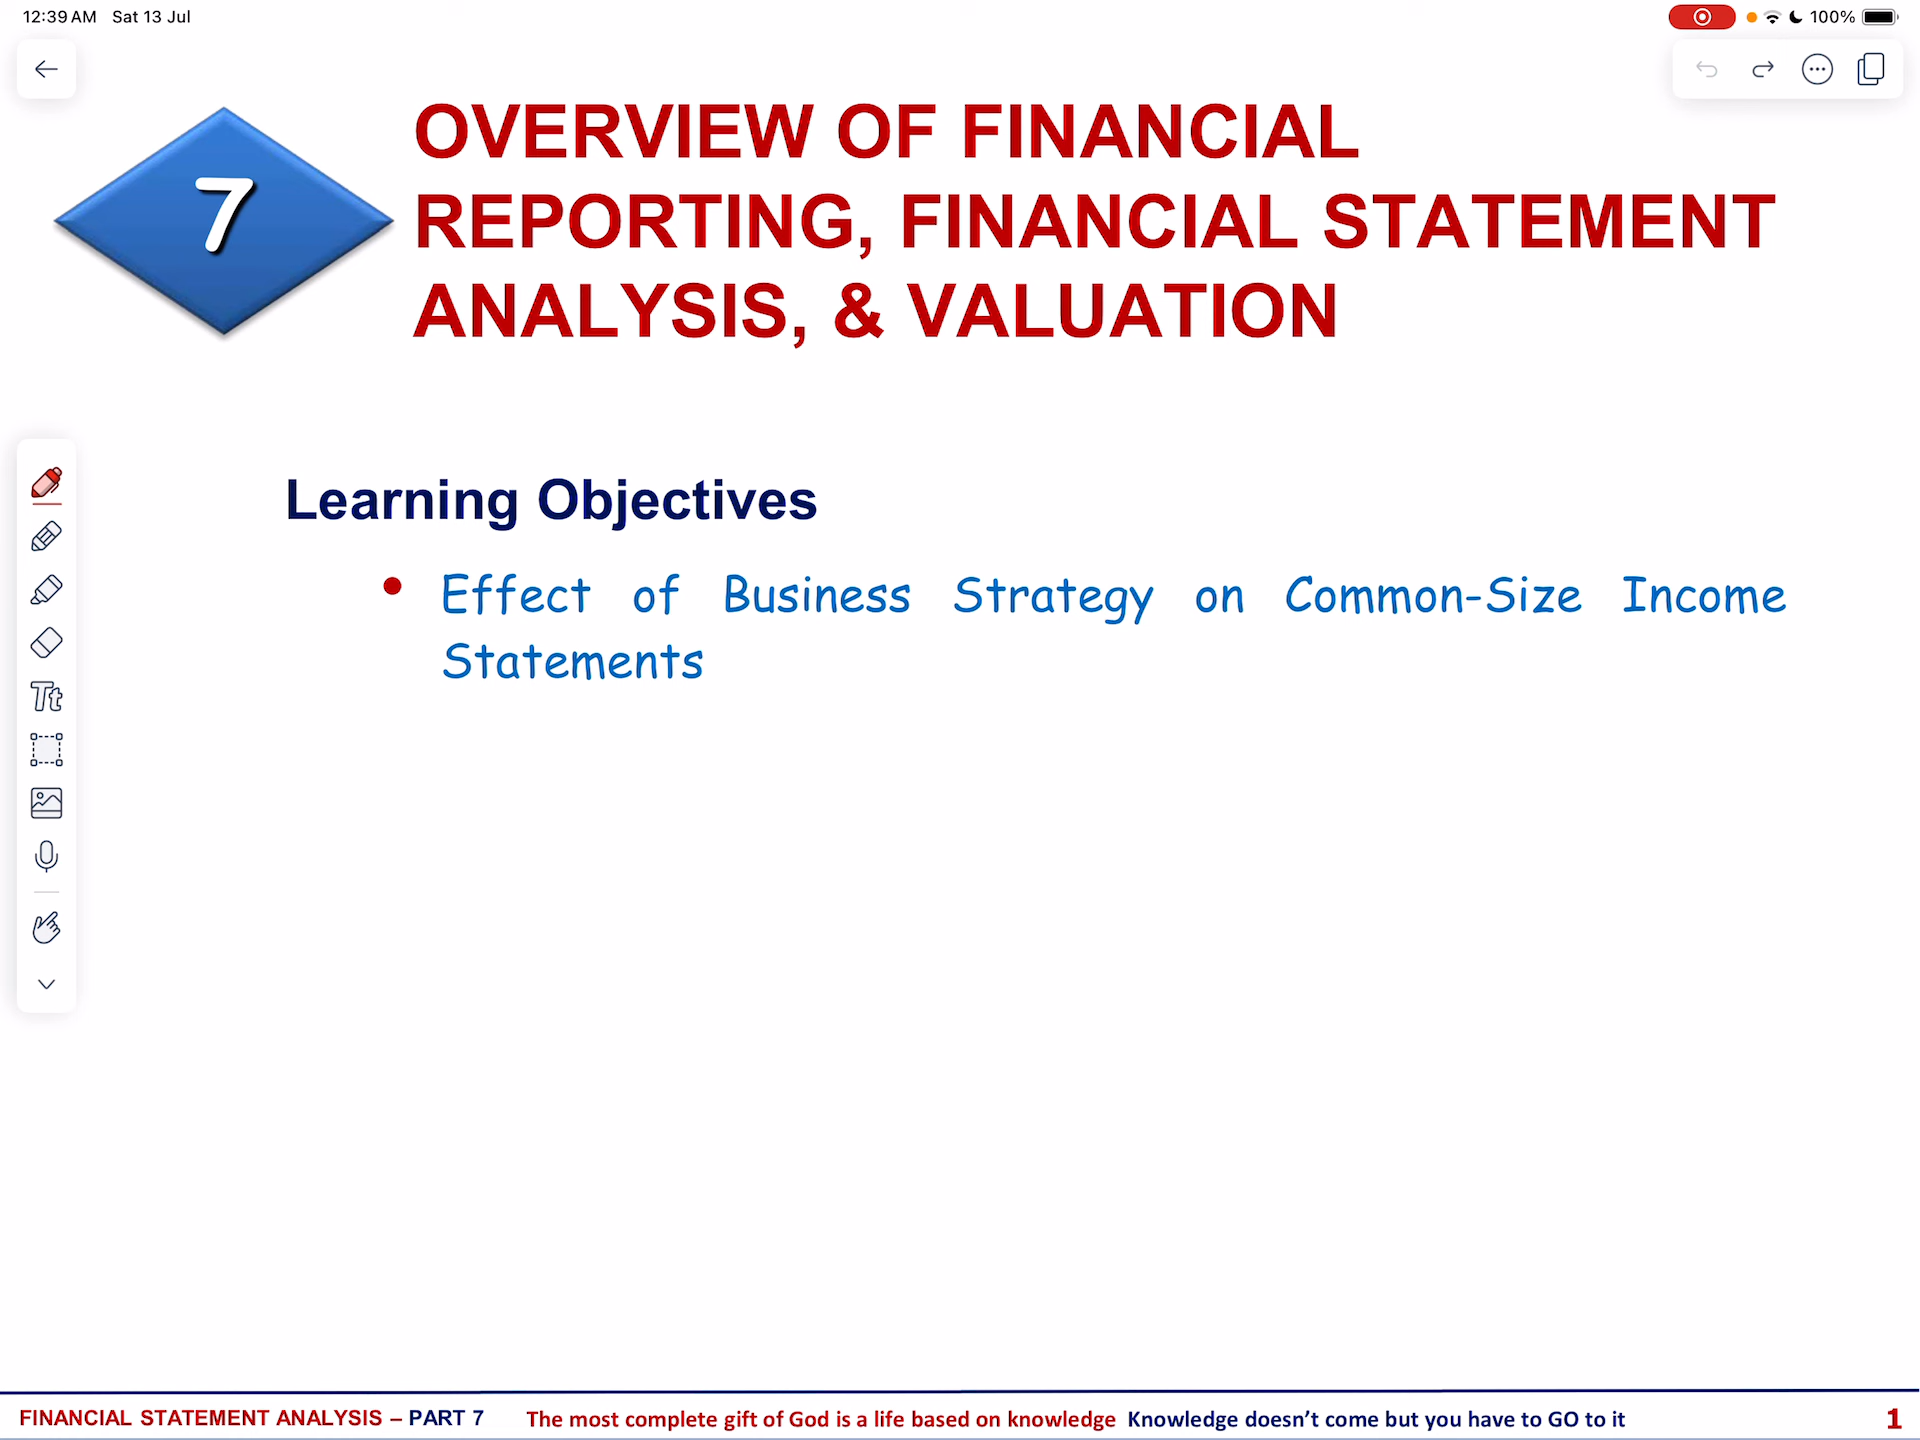 12:39 AM Sat 13 Jul
100%
7
OVERVIEW OF FINANCIAL
REPORTING, FINANCIAL STATEMENT
ANALYSIS, & VALUATION
Learning Objectives
• Effect of Business Strategy on Common-Size Income
Statements
Tt
FINANCIAL STATEMENT ANALYSIS – PART 7 The most complete gift of God is a life based on knowledge Knowledge doesn’t come but you have to GO to it 1